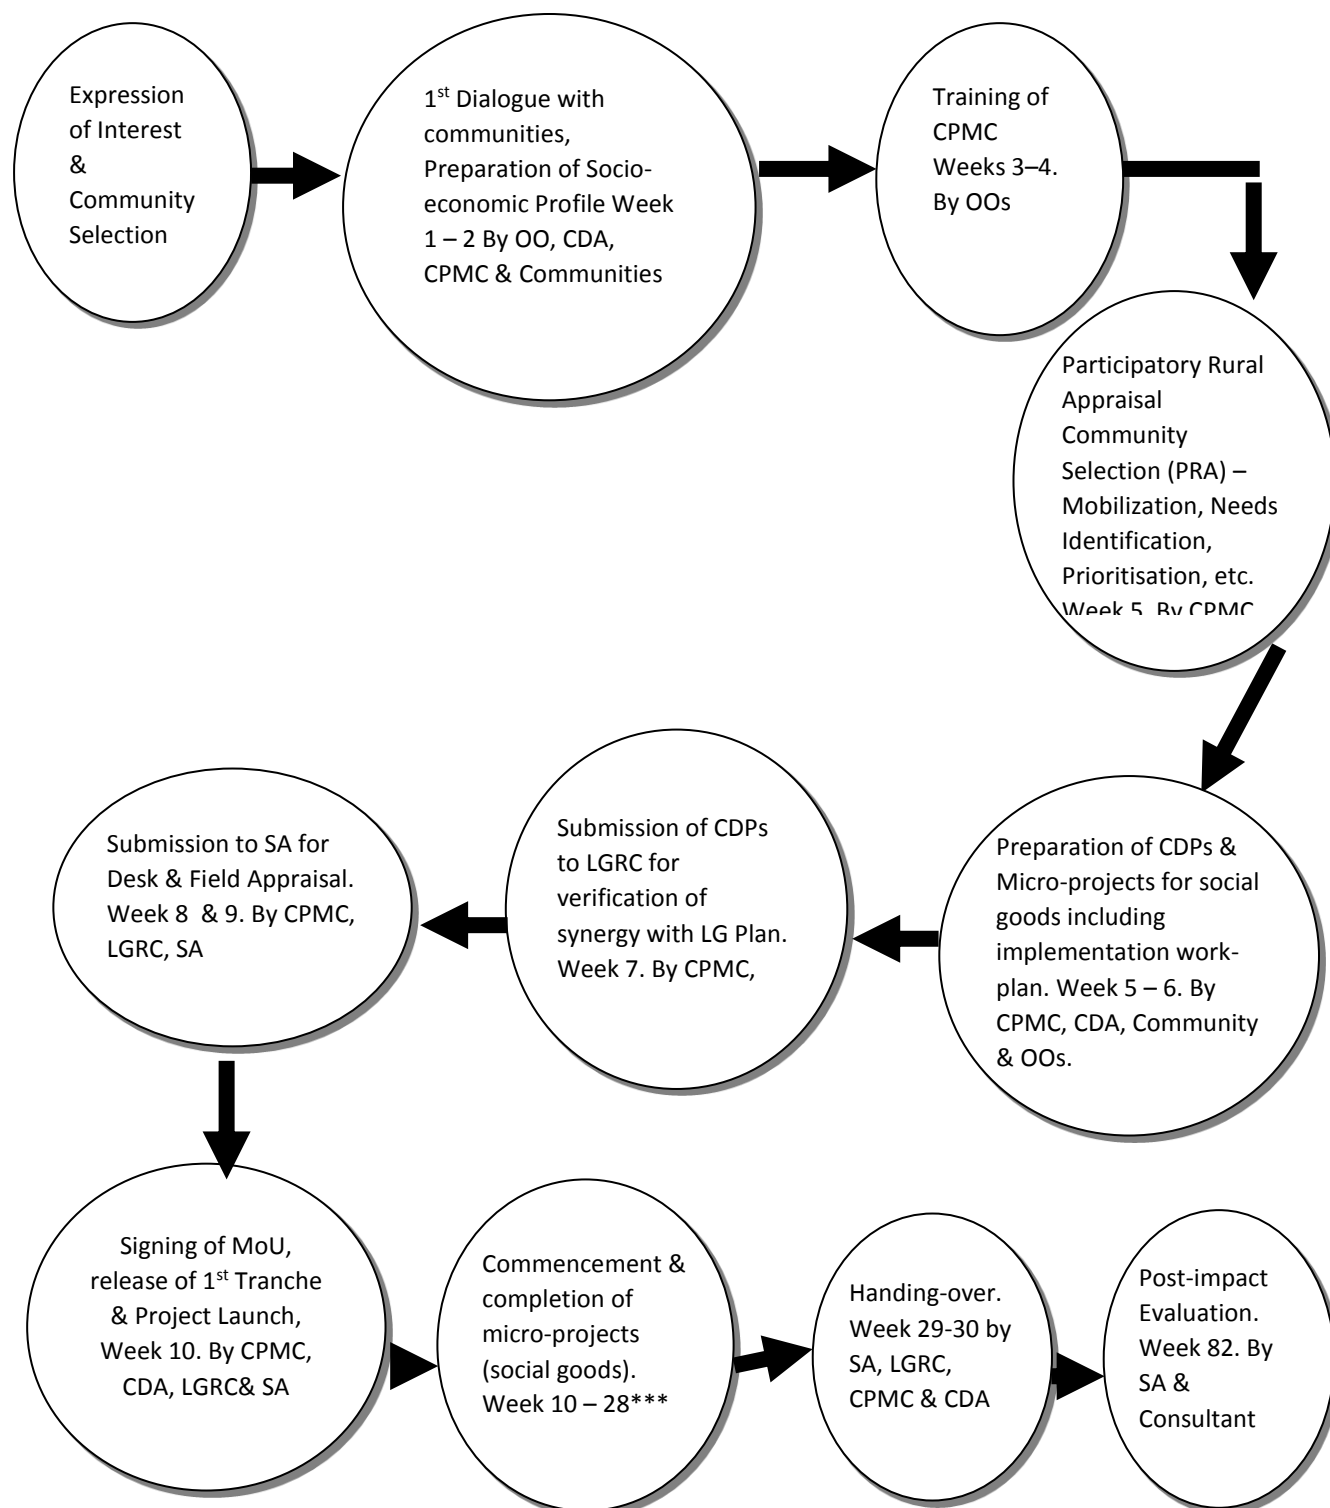 Expression
of Interest
&
Community
Selection
1st Dialogue with
communities,
Preparation of Socio-
economic Profile Week
1 – 2 By OO, CDA,
CPMC & Communities
Training of
CPMC
Weeks 3–4.
By OOs
Participatory Rural
Appraisal
Community
Selection (PRA) –
Mobilization, Needs
Identification,
Prioritisation, etc.
Week 5. By CPMC
Preparation of CDPs &
Micro-projects for social
goods including
implementation work-
plan. Week 5 – 6. By
CPMC, CDA, Community
& OOs.
Submission of CDPs
to LGRC for
verification of
synergy with LG Plan.
Week 7. By CPMC,
Submission to SA for
Desk & Field Appraisal.
Week 8  & 9. By CPMC,
LGRC, SA
Signing of MoU,
release of 1st Tranche
& Project Launch,
Week 10. By CPMC,
CDA, LGRC& SA
Commencement &
completion of
micro-projects
(social goods).
Week 10 – 28***
Handing-over.
Week 29-30 by
SA, LGRC,
CPMC & CDA
Post-impact
Evaluation.
Week 82. By
SA &
Consultant